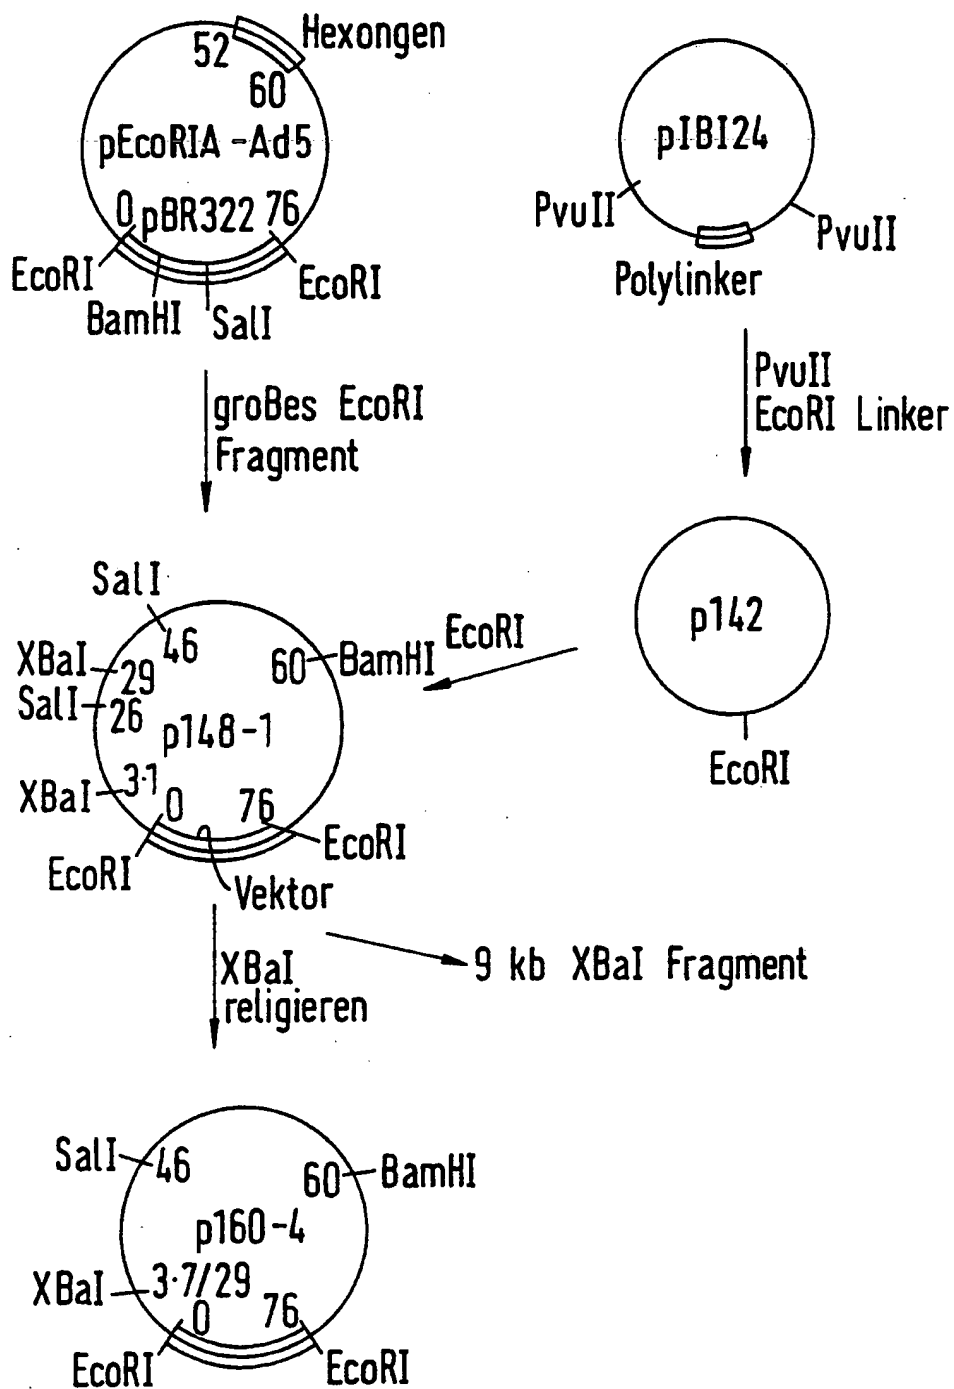 Hexongen
52
60
pEcoRIA-Ad5
0 pBR322 76
EcoRI
EcoRI
BamHI
SalI
pIBI24
PvuII
PvuII
Polylinker
großes EcoRI
Fragment
PvuII
EcoRI Linker
p142
EcoRI
EcoRI
SalI
46
XBaI
29
SalI
26
60
BamHI
p148-1
XBaI
3·1
0
76
EcoRI
EcoRI
Vektor
XBaI
religieren
9 kb XBaI Fragment
SalI
46
60
BamHI
p160-4
XBaI
3·7/29
0
76
EcoRI
EcoRI